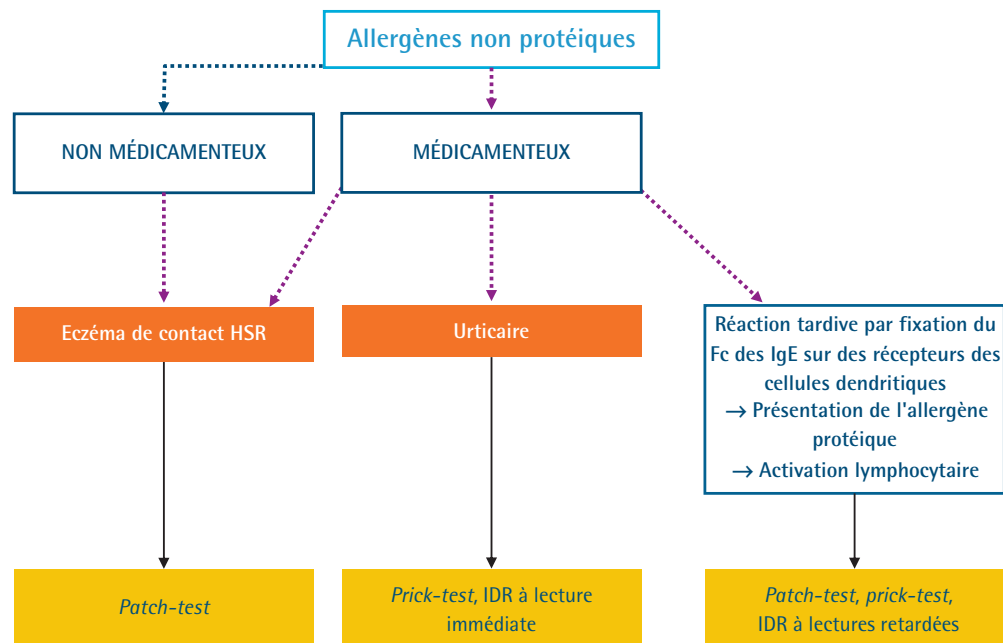 Allergènes non protéiques
NON MÉDICAMENTEUX
MÉDICAMENTEUX
Eczéma de contact HSR
Urticaire
Réaction tardive par fixation du
Fc des IgE sur des récepteurs des
cellules dendritiques
→ Présentation de l'allergène
protéique
→ Activation lymphocytaire
Patch-test
Prick-test, IDR à lecture
immédiate
Patch-test, prick-test,
IDR à lectures retardées